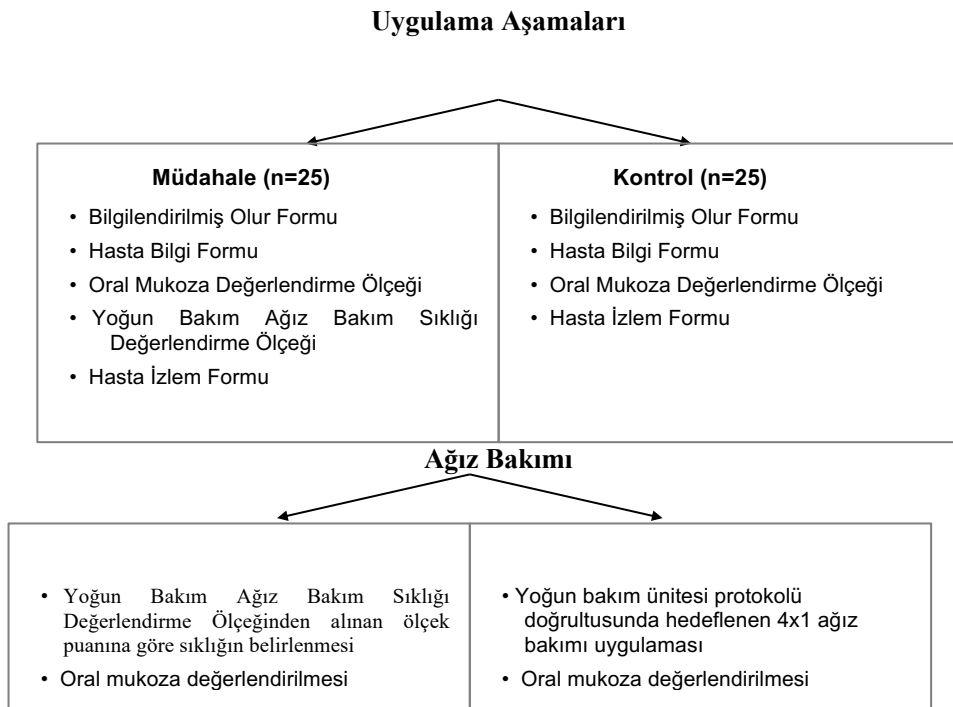 Uygulama Aşamaları
Müdahale (n=25)
• Bilgilendirilmiş Olur Formu
• Hasta Bilgi Formu
• Oral Mukoza Değerlendirme Ölçeği
• Yoğun Bakım Ağız Bakım Sıklığı
Değerlendirme Ölçeği
• Hasta İzlem Formu
Kontrol (n=25)
• Bilgilendirilmiş Olur Formu
• Hasta Bilgi Formu
• Oral Mukoza Değerlendirme Ölçeği
• Hasta İzlem Formu
Ağız Bakımı
• Yoğun Bakım Ağız Bakım Sıklığı
Değerlendirme Ölçeğinden alınan ölçek
puanına göre sıklığın belirlenmesi
• Oral mukoza değerlendirilmesi
• Yoğun bakım ünitesi protokolü
doğrultusunda hedeflenen 4x1 ağız
bakımı uygulaması
• Oral mukoza değerlendirilmesi